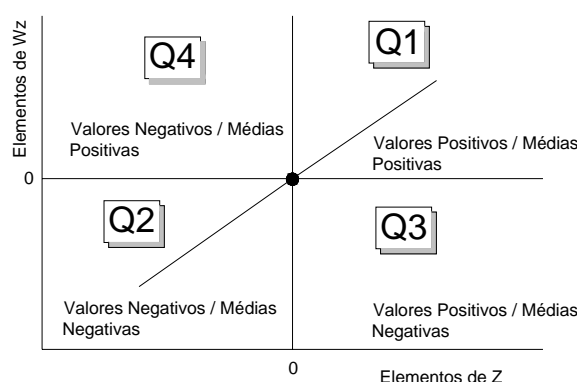 Elementos de Wz
Q4
Q1
Valores Negativos / Médias
Positivas
Valores Positivos / Médias
Positivas
0
Q2
Q3
Valores Negativos / Médias
Negativas
Valores Positivos / Médias
Negativas
0
Elementos de Z